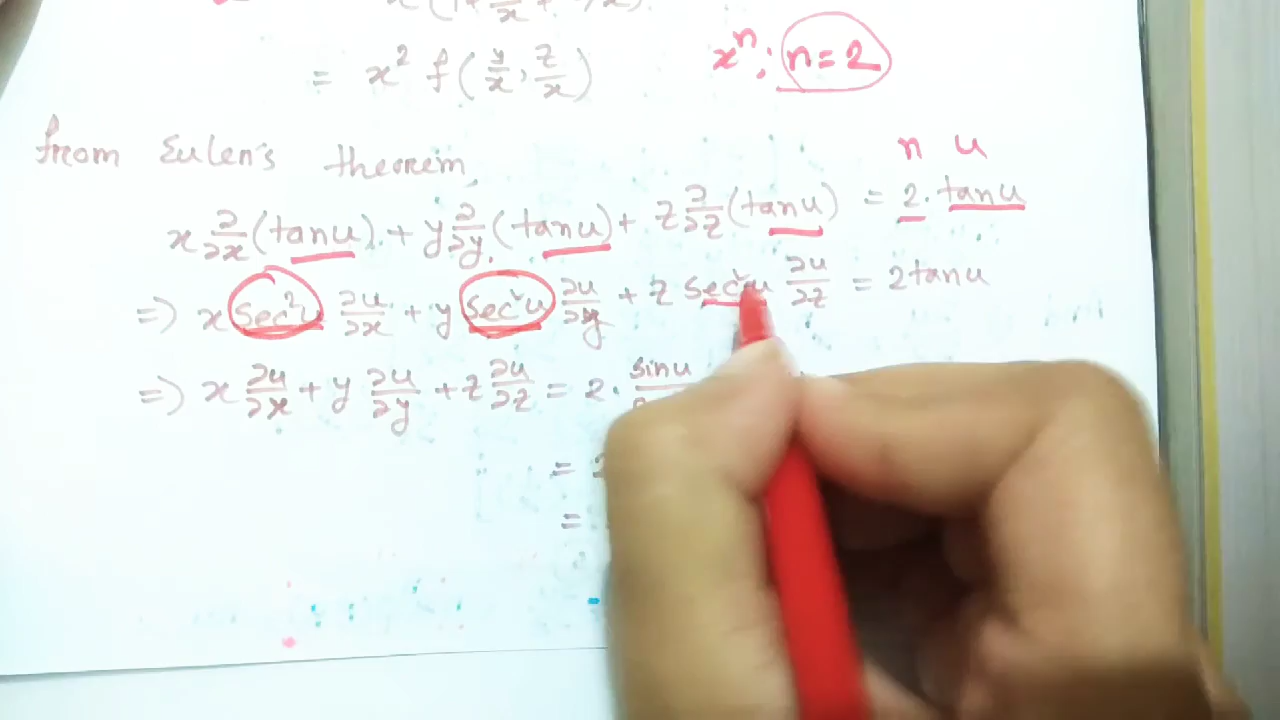 = x² f(y/x, z/x)
xⁿ; n=2
from Euler's theorem,
n u
x ∂/∂x (tanu) + y ∂/∂y (tanu) + z ∂/∂z (tanu) = 2. tanu
=> x sec²u ∂u/∂x + y sec²u ∂u/∂y + z sec²u ∂u/∂z = 2tanu
=> x ∂u/∂x + y ∂u/∂y + z ∂u/∂z = 2. sinu
=
=